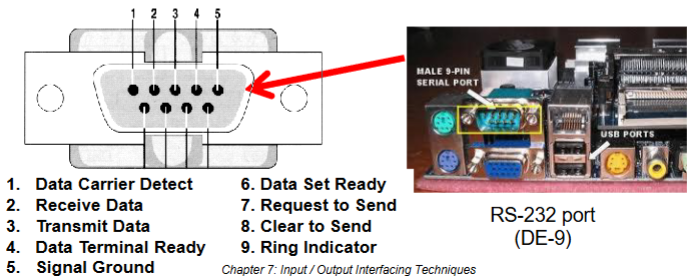 1 2 3 4 5
MALE 9-PIN
SERIAL PORT
USB PORTS
1. Data Carrier Detect
2. Receive Data
3. Transmit Data
4. Data Terminal Ready
5. Signal Ground
6. Data Set Ready
7. Request to Send
8. Clear to Send
9. Ring Indicator
RS-232 port
(DE-9)
Chapter 7: Input / Output Interfacing Techniques